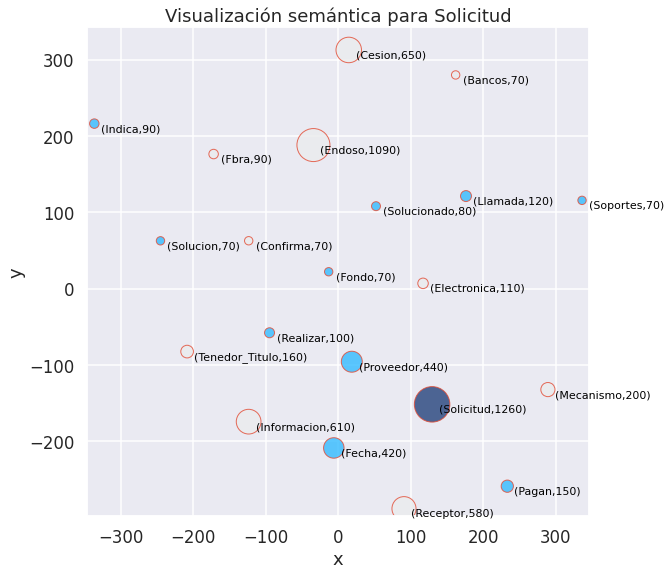 Visualización semántica para Solicitud
300
200
100
0
−100
−200
y
(Cesion,650)
(Bancos,70)
(Indica,90)
(Fbra,90)
(Endoso,1090)
(Llamada,120)
(Soportes,70)
(Solucionado,80)
(Solucion,70)
(Confirma,70)
(Fondo,70)
(Electronica,110)
(Realizar,100)
(Tenedor_Titulo,160)
(Proveedor,440)
(Mecanismo,200)
(Solicitud,1260)
(Informacion,610)
(Fecha,420)
(Pagan,150)
(Receptor,580)
−300
−200
−100
0
100
200
300
x